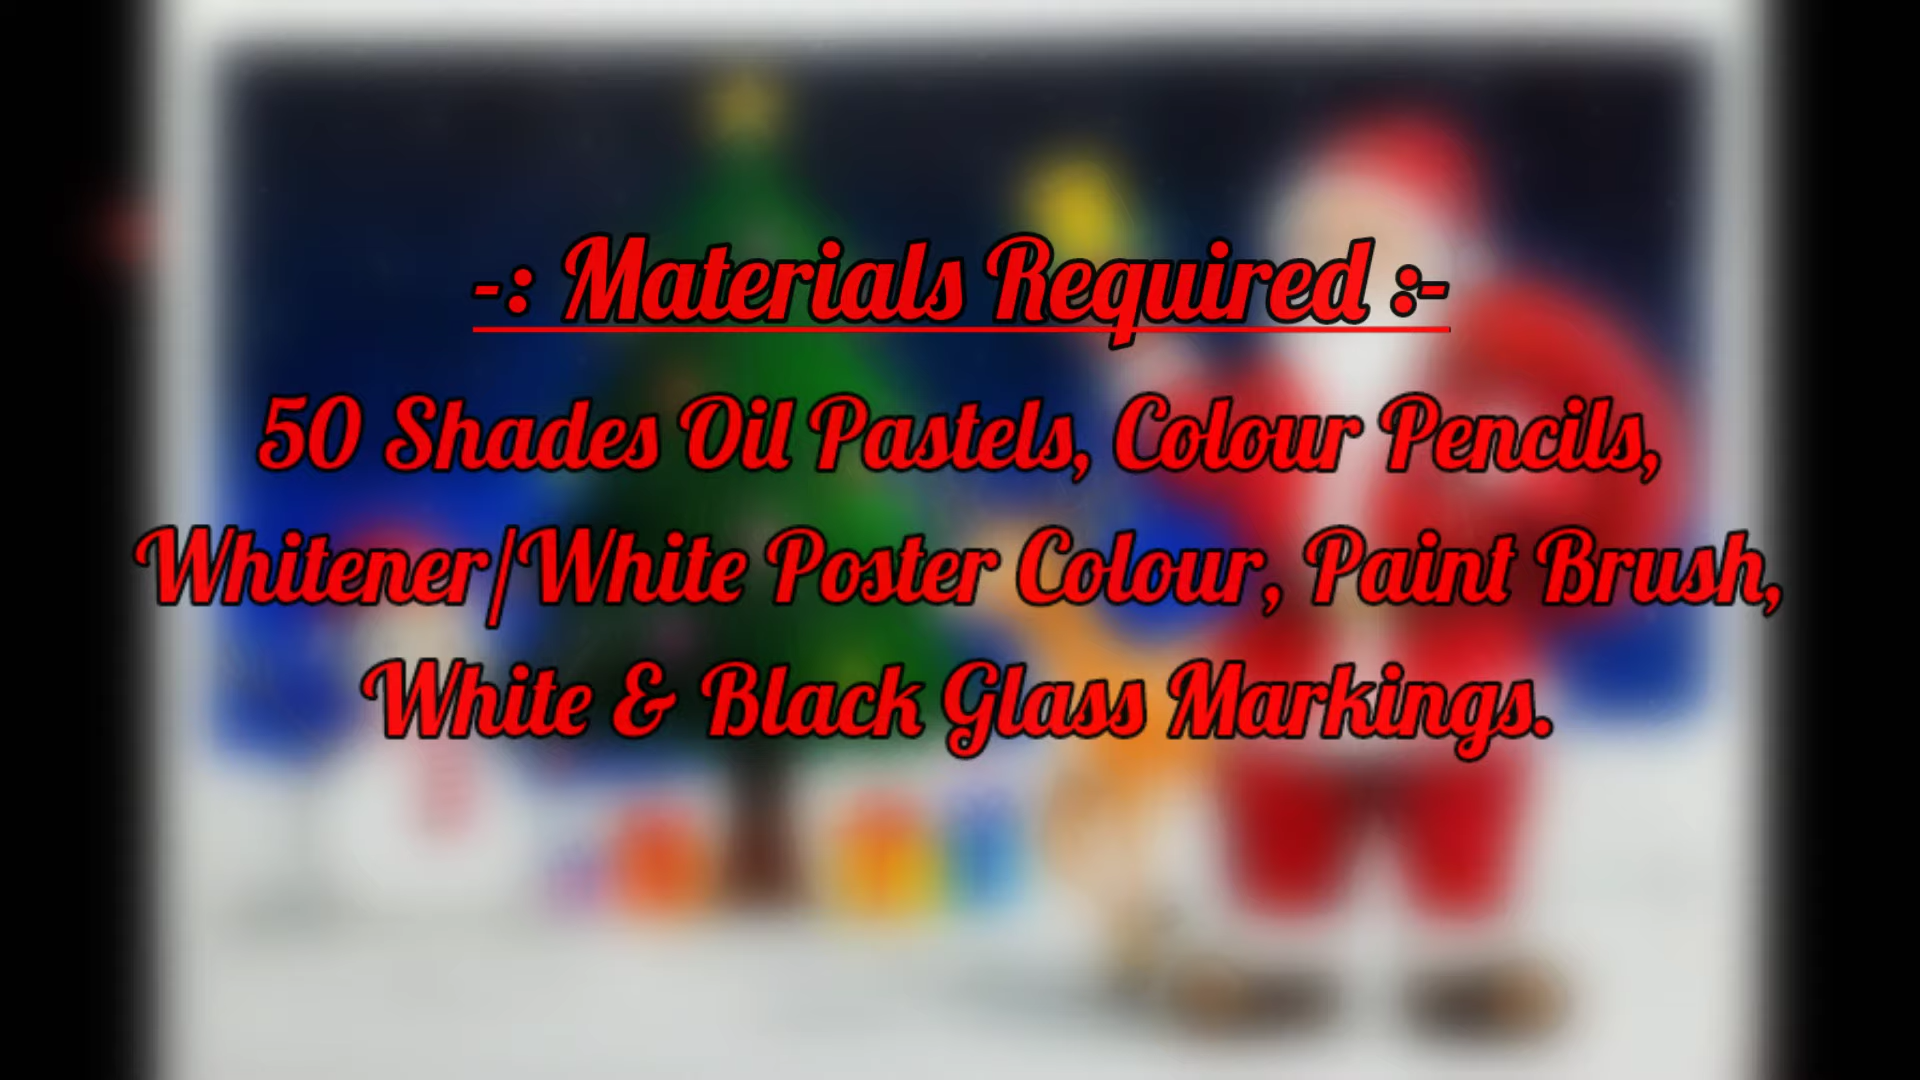 -: Materials Required :-
50 Shades Oil Pastels, Colour Pencils,
Whitener/White Poster Colour, Paint Brush,
White & Black Glass Markings.